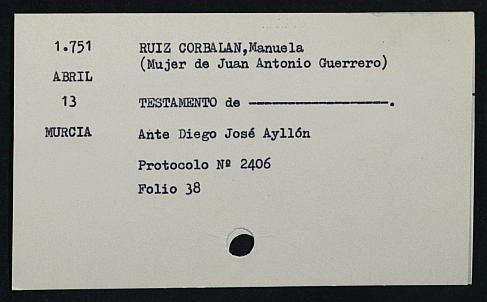 1.751 RUIZ CORBALAN,Manuela
(Mujer de Juan Antonio Guerrero)
ABRIL
13 TESTAMENTO de ——————————.
MURCIA Ante Diego José Ayllón
Protocolo Nº 2406
Folio 38